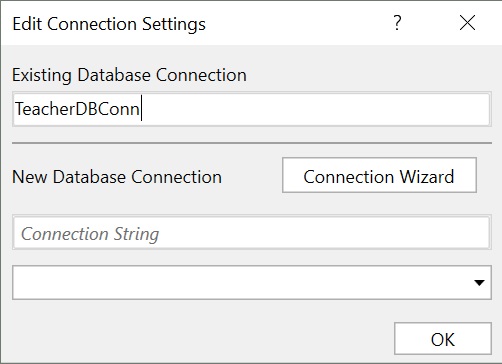 Edit Connection Settings ?
Existing Database Connection
TeacherDBConn
New Database Connection Connection Wizard
Connection String
OK